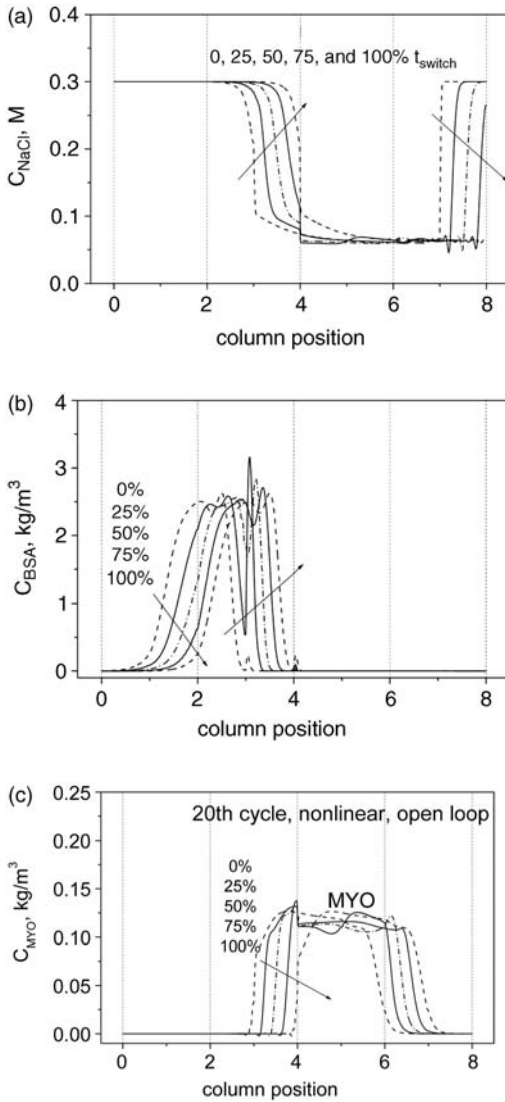 (a)
0.4
0.3
0.2
0.1
0.0
C_NaCl, M
0, 25, 50, 75, and 100% t_switch
0 2 4 6 8
column position
(b)
4
3
2
1
0
C_BSA, kg/m³
0%
25%
50%
75%
100%
0 2 4 6 8
column position
(c)
0.25
0.20
0.15
0.10
0.05
0.00
C_MYO, kg/m³
20th cycle, nonlinear, open loop
0%
25%
50%
75%
100%
MYO
0 2 4 6 8
column position